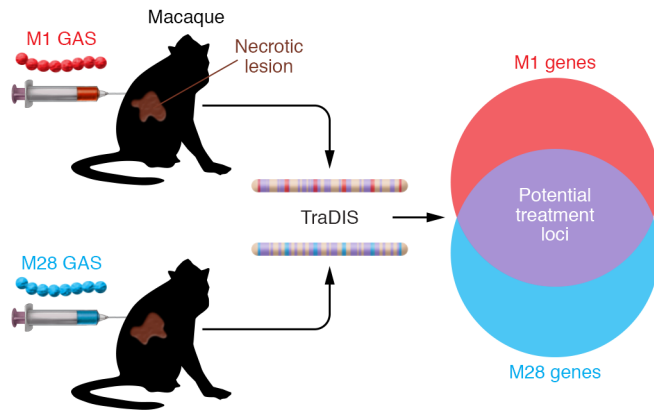 Macaque
M1 GAS
Necrotic
lesion
M1 genes
Potential
treatment
loci
TraDIS
M28 GAS
M28 genes